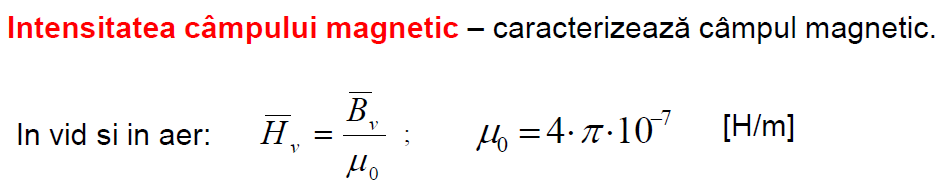 Intensitatea câmpului magnetic – caracterizează câmpul magnetic.
In vid si in aer: H̅ᵥ = B̅ᵥ / μ₀ ; μ₀ = 4·π·10⁻⁷ [H/m]